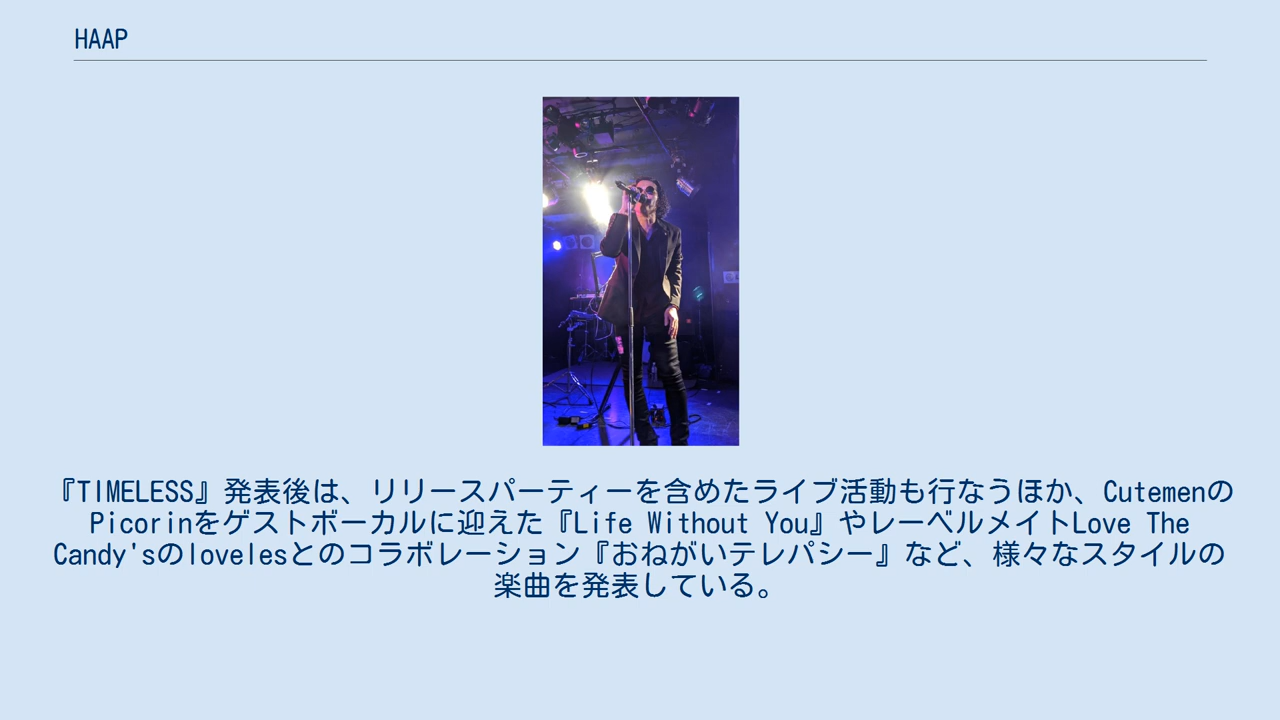 HAAP
『TIMELESS』発表後は、リリースパーティーを含めたライブ活動も行なうほか、Cutemenの
Picorinをゲストボーカルに迎えた『Life Without You』やレーベルメイトLove The
Candy'sのlovelesとのコラボレーション『おねがいテレパシー』など、様々なスタイルの
楽曲を発表している。